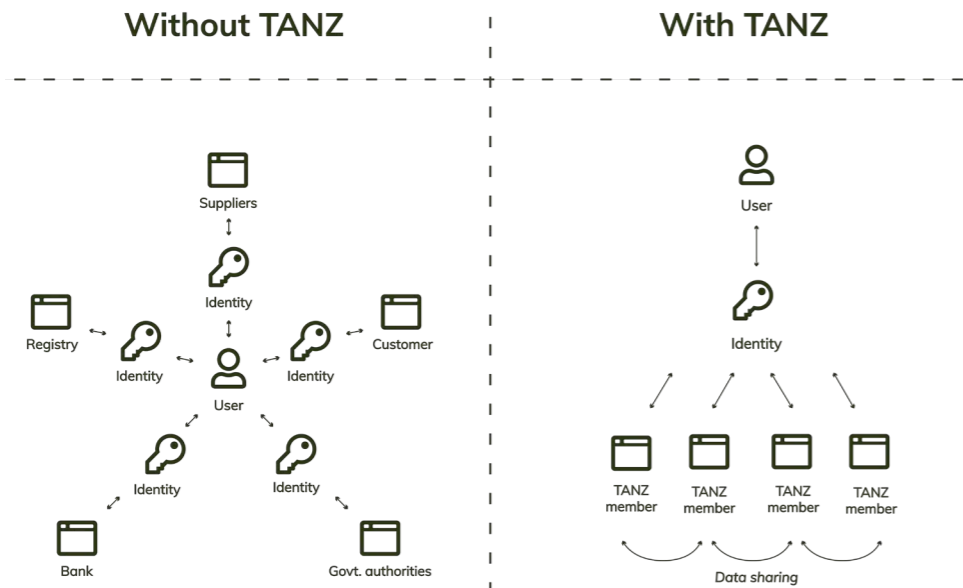 Without TANZ
With TANZ
Suppliers
Identity
Registry
Identity
Identity
Customer
User
Identity
Identity
Bank
Govt. authorities
User
Identity
TANZ
member
TANZ
member
TANZ
member
TANZ
member
Data sharing